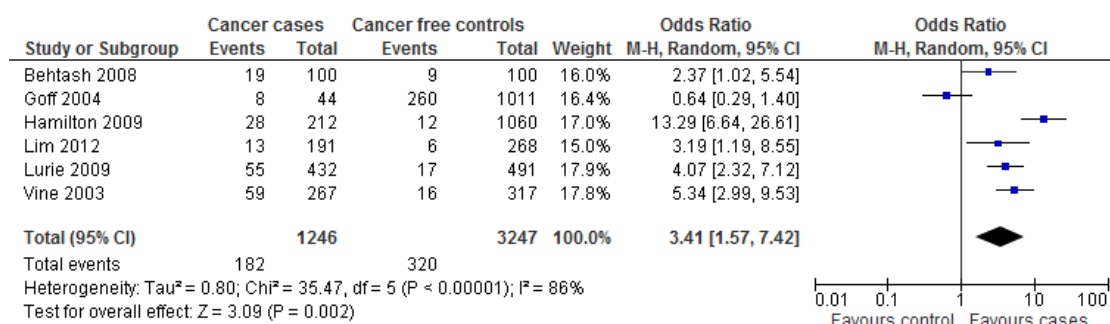 Cancer cases Cancer free controls Odds Ratio Odds Ratio
Study or Subgroup Events Total Events Total Weight M-H, Random, 95% CI M-H, Random, 95% CI
Behtash 2008 19 100 9 100 16.0% 2.37 [1.02, 5.54]
Goff 2004 8 44 260 1011 16.4% 0.64 [0.29, 1.40]
Hamilton 2009 28 212 12 1060 17.0% 13.29 [6.64, 26.61]
Lim 2012 13 191 6 268 15.0% 3.19 [1.19, 8.55]
Lurie 2009 55 432 17 491 17.9% 4.07 [2.32, 7.12]
Vine 2003 59 267 16 317 17.8% 5.34 [2.99, 9.53]
Total (95% CI) 1246 3247 100.0% 3.41 [1.57, 7.42]
Total events 182 320
Heterogeneity: Tau² = 0.80; Chi² = 35.47, df = 5 (P < 0.00001); I² = 86%
Test for overall effect: Z = 3.09 (P = 0.002)
0.01 0.1 1 10 100
Favours control Favours cases